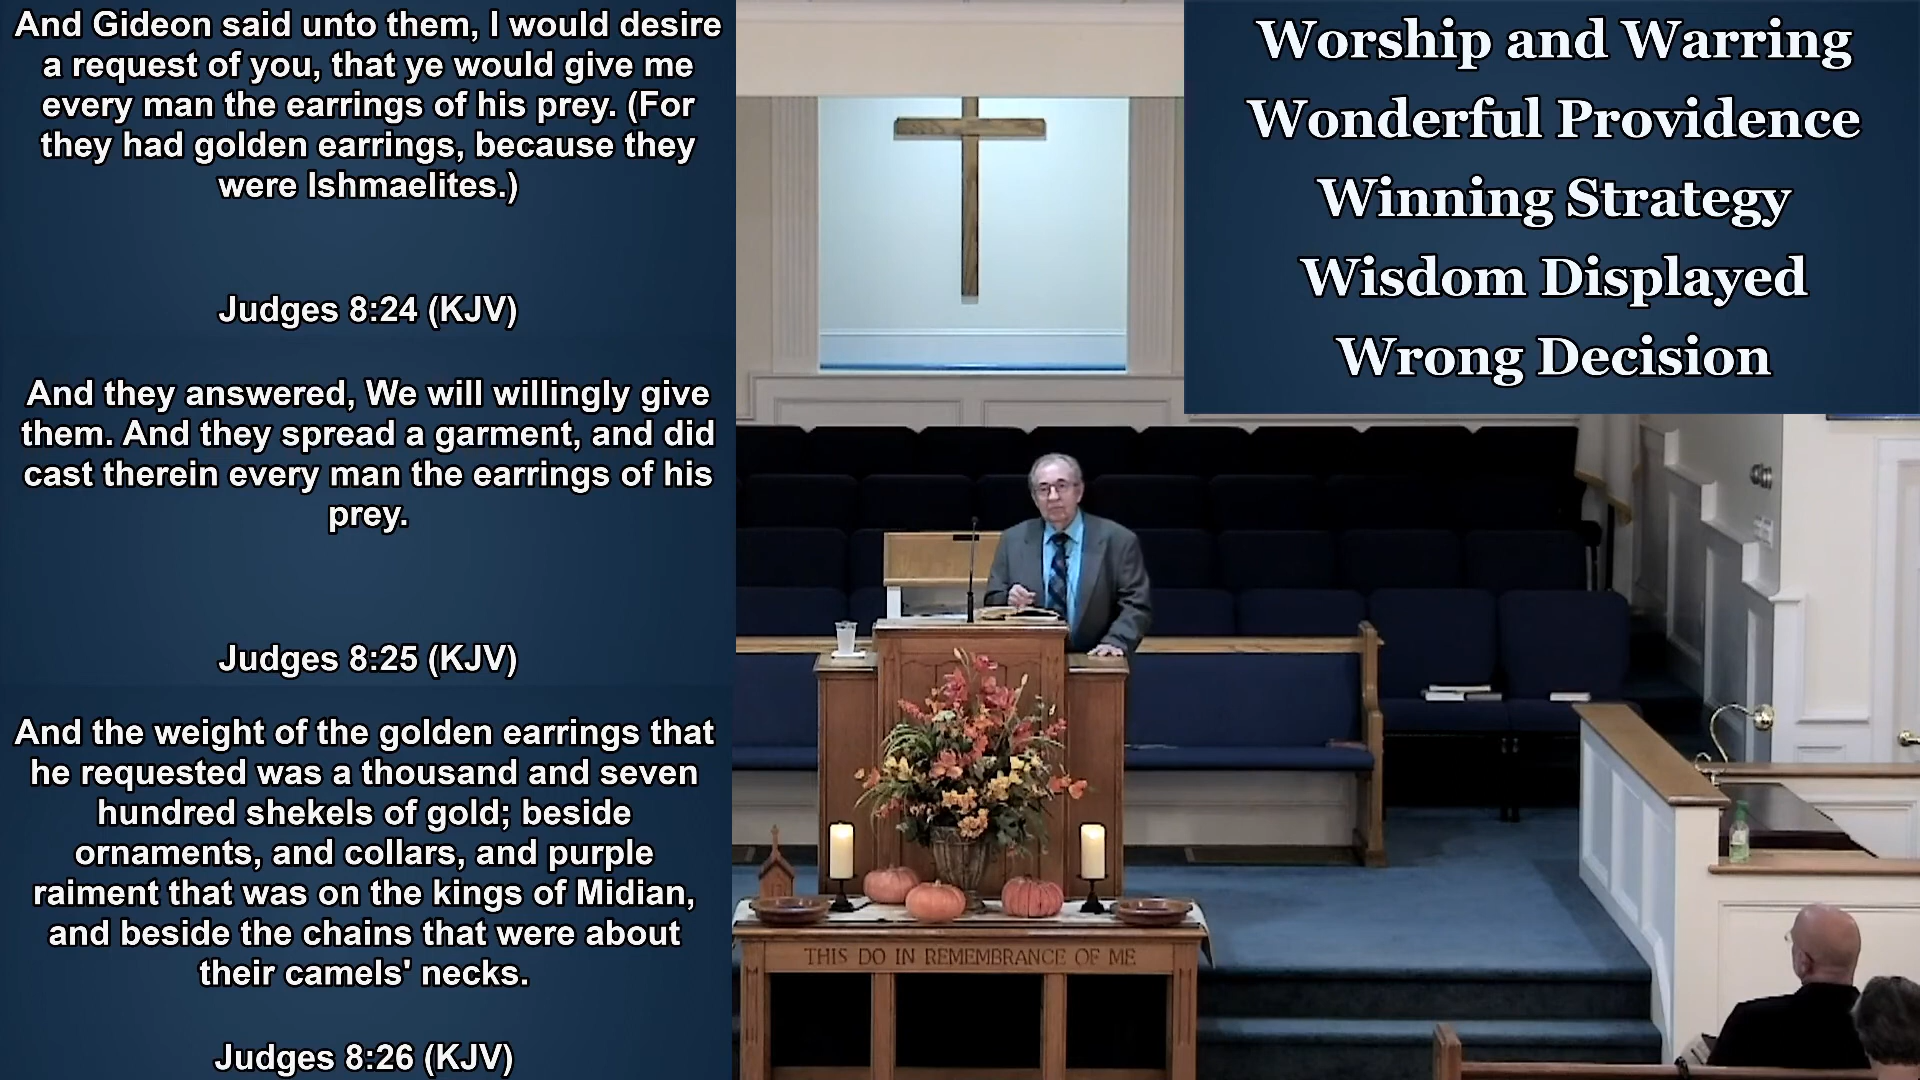 And Gideon said unto them, I would desire
a request of you, that ye would give me
every man the earrings of his prey. (For
they had golden earrings, because they
were Ishmaelites.)
Judges 8:24 (KJV)
And they answered, We will willingly give
them. And they spread a garment, and did
cast therein every man the earrings of his
prey.
Judges 8:25 (KJV)
And the weight of the golden earrings that
he requested was a thousand and seven
hundred shekels of gold; beside
ornaments, and collars, and purple
raiment that was on the kings of Midian,
and beside the chains that were about
their camels' necks.
Judges 8:26 (KJV)
Worship and Warring
Wonderful Providence
Winning Strategy
Wisdom Displayed
Wrong Decision
THIS DO IN REMEMBRANCE OF ME